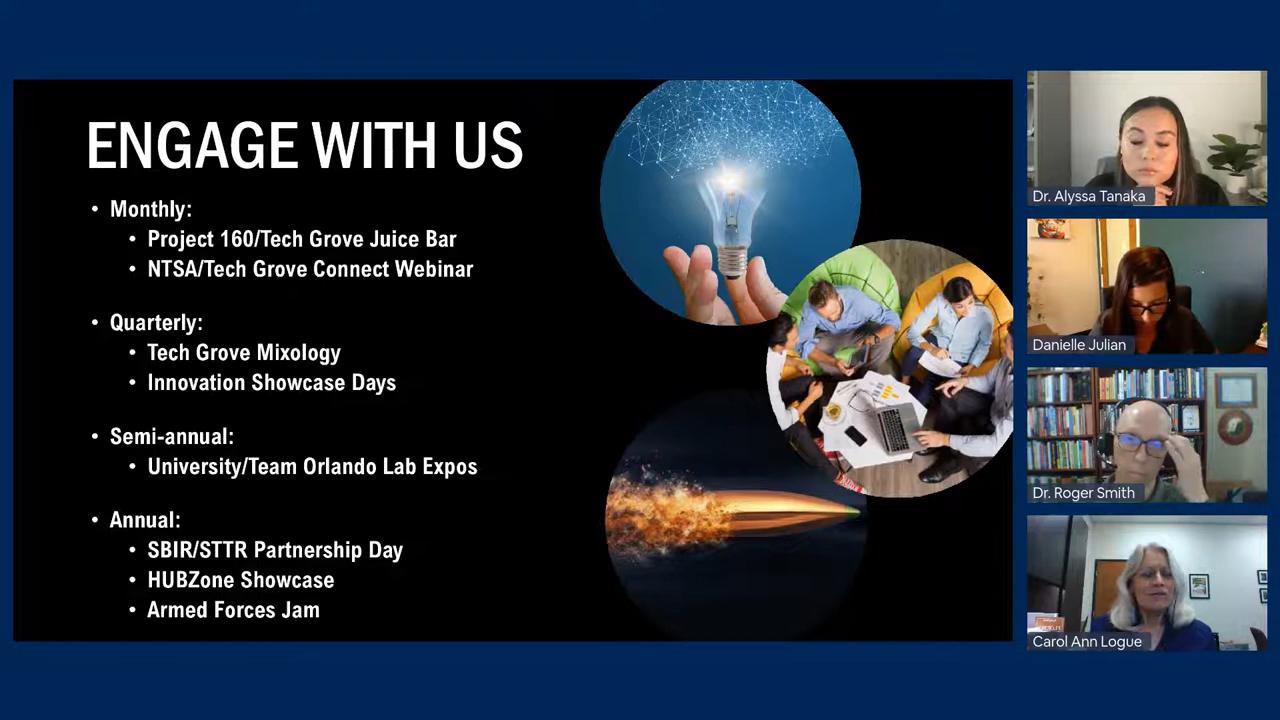 ENGAGE WITH US
• Monthly:
• Project 160/Tech Grove Juice Bar
• NTSA/Tech Grove Connect Webinar
• Quarterly:
• Tech Grove Mixology
• Innovation Showcase Days
• Semi-annual:
• University/Team Orlando Lab Expos
• Annual:
• SBIR/STTR Partnership Day
• HUBZone Showcase
• Armed Forces Jam
Dr. Alyssa Tanaka
Danielle Julian
Dr. Roger Smith
Carol Ann Logue